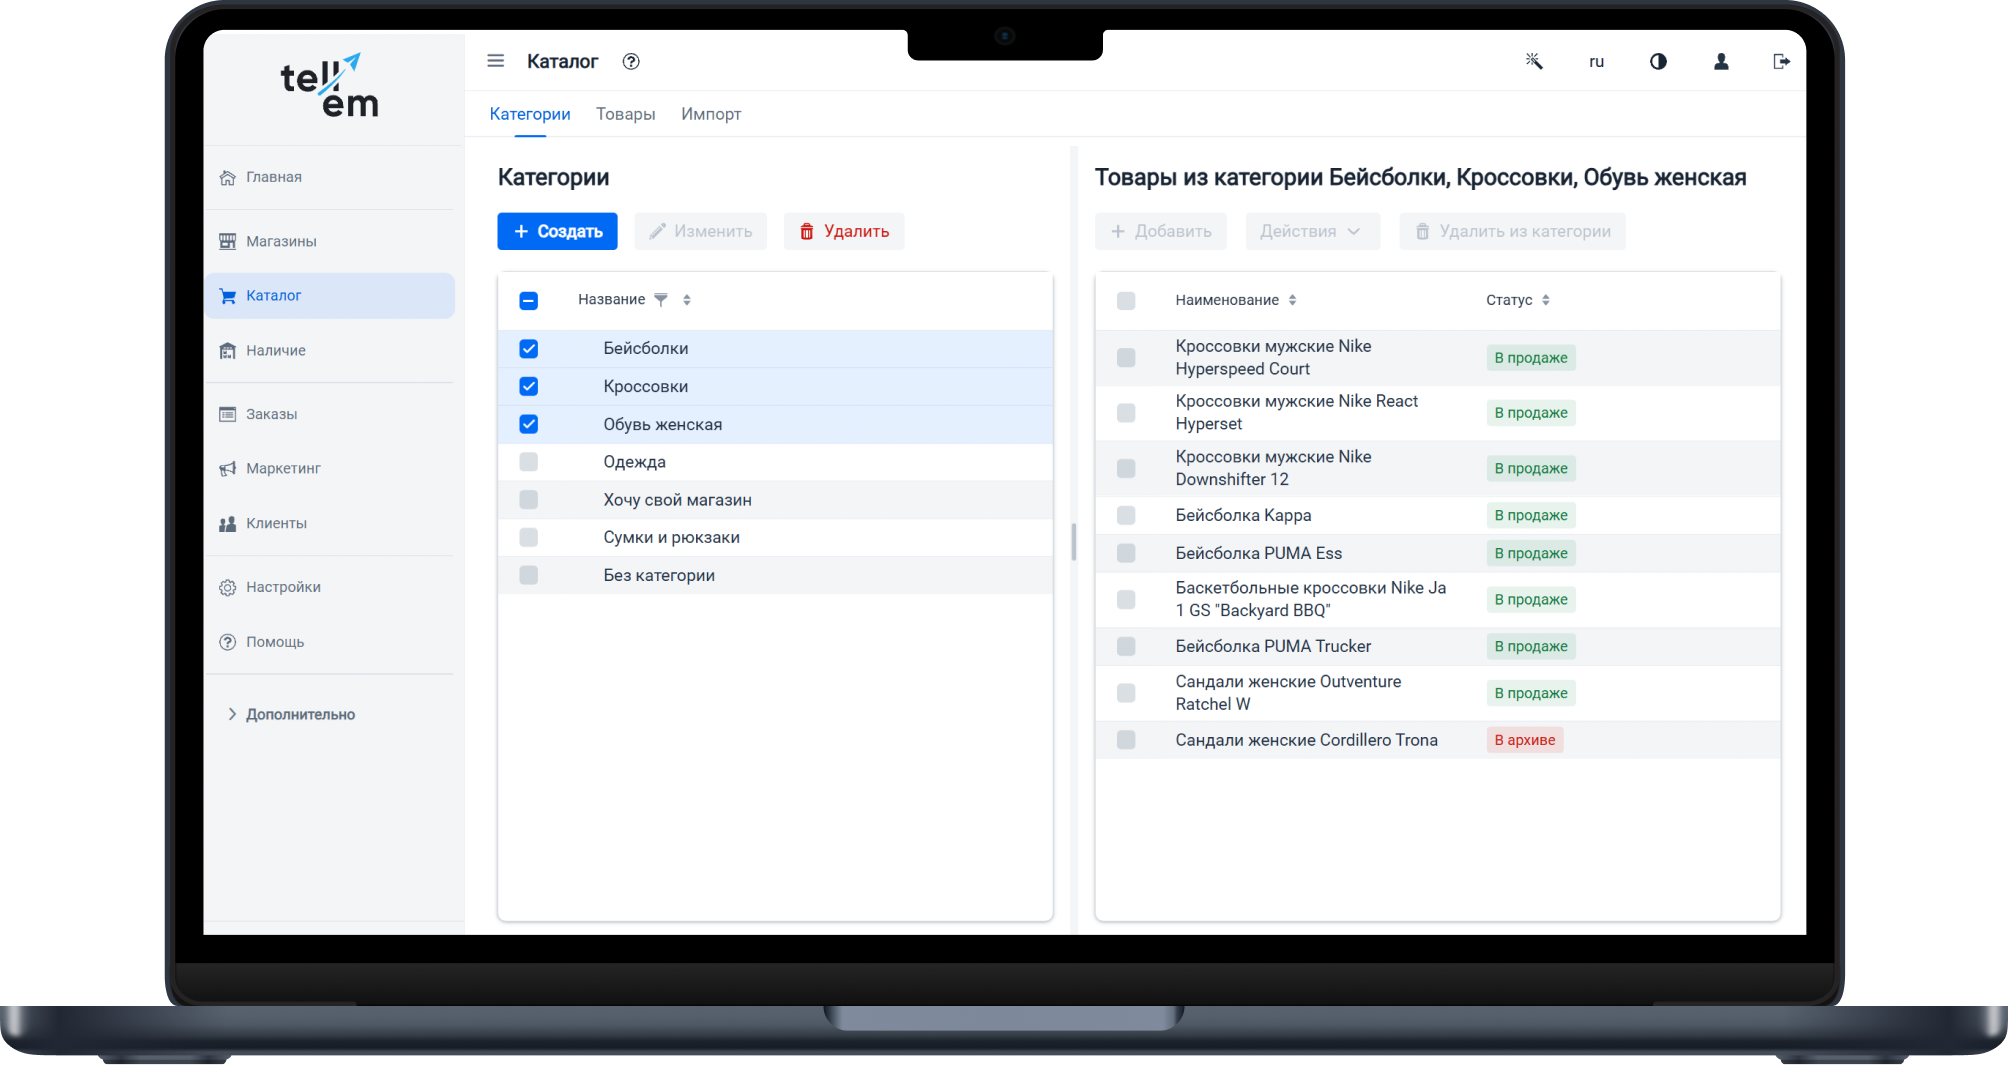 tell
em
Главная
Магазины
Каталог
Наличие
Заказы
Маркетинг
Клиенты
Настройки
Помощь
Дополнительно
Каталог
ru
Категории Товары Импорт
Категории
Создать Изменить Удалить
Название
Бейсболки
Кроссовки
Обувь женская
Одежда
Хочу свой магазин
Сумки и рюкзаки
Без категории
Товары из категории Бейсболки, Кроссовки, Обувь женская
Добавить Действия Удалить из категории
Наименование Статус
Кроссовки мужские Nike
Hyperspeed Court
В продаже
Кроссовки мужские Nike React
Hyperset
В продаже
Кроссовки мужские Nike
Downshifter 12
В продаже
Бейсболка Kappa В продаже
Бейсболка PUMA Ess В продаже
Баскетбольные кроссовки Nike Ja
1 GS "Backyard BBQ"
В продаже
Бейсболка PUMA Trucker В продаже
Сандали женские Outventure
Ratchel W
В продаже
Сандали женские Cordillero Trona В архиве